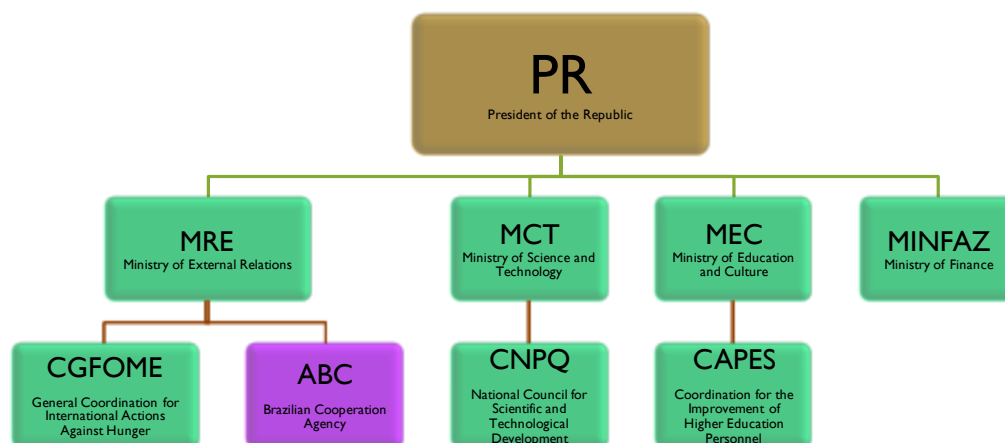 PR
President of the Republic
MRE
Ministry of External Relations
MCT
Ministry of Science and
Technology
MEC
Ministry of Education
and Culture
MINFAZ
Ministry of Finance
CGFOME
General Coordination for
International Actions
Against Hunger
ABC
Brazilian Cooperation
Agency
CNPQ
National Council for
Scientific and
Technological
Development
CAPES
Coordination for the
Improvement of
Higher Education
Personnel